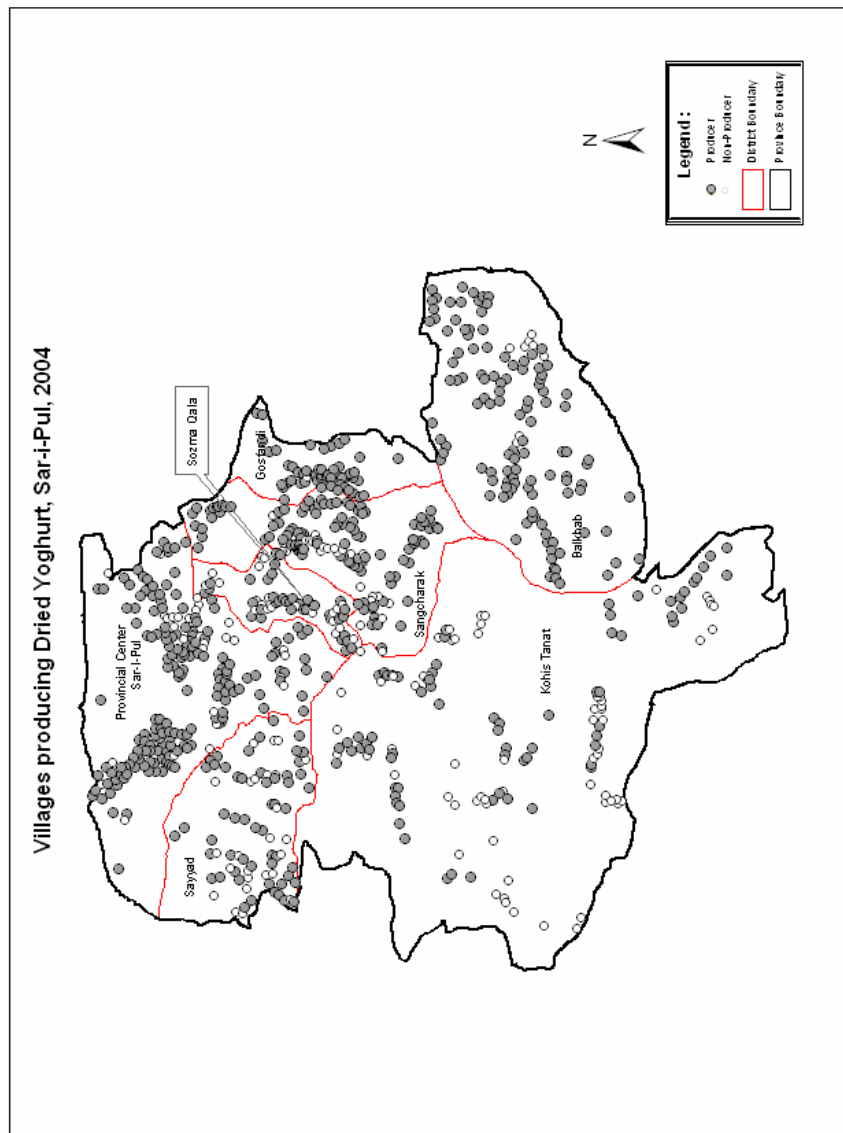 Villages producing Dried Yoghurt, Sar-i-Pul, 2004
Sozma Qala
Gosfandi
Provincial Center
Sar-I-Pul
Sayyad
Sangcharak
Balkhab
Kohis Tanat
N
Legend :
Producer
Non-Producer
District Boundary
Province Boundary